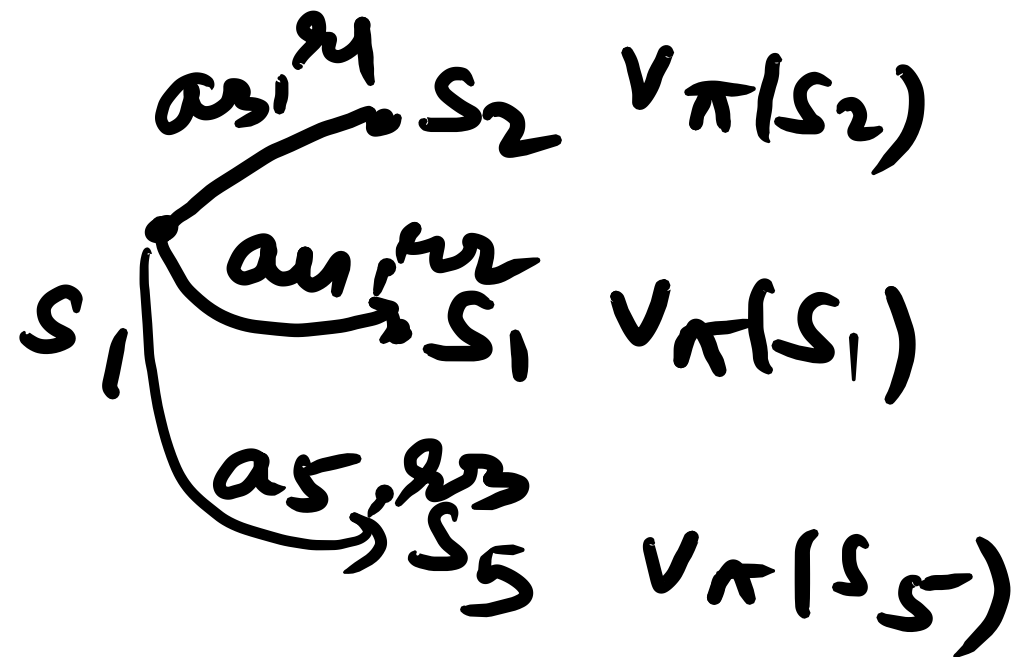 a3, r1 S2 Vπ(S2)
S1
a4, r2 S1 Vπ(S1)
a5, r3 S5 Vπ(S5)